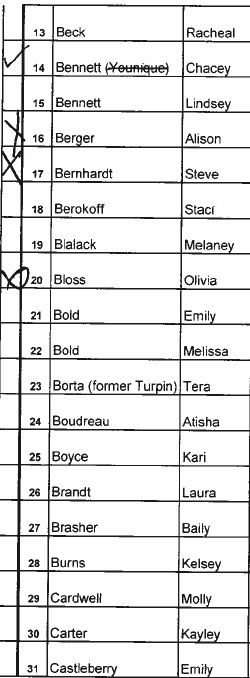 13 Beck Racheal
14 Bennett (Younique) Chacey
15 Bennett Lindsey
16 Berger Alison
17 Bernhardt Steve
18 Berokoff Staci
19 Blalack Melaney
20 Bloss Olivia
21 Bold Emily
22 Bold Melissa
23 Borta (former Turpin) Tera
24 Boudreau Atisha
25 Boyce Kari
26 Brandt Laura
27 Brasher Baily
28 Burns Kelsey
29 Cardwell Molly
30 Carter Kayley
31 Castleberry Emily